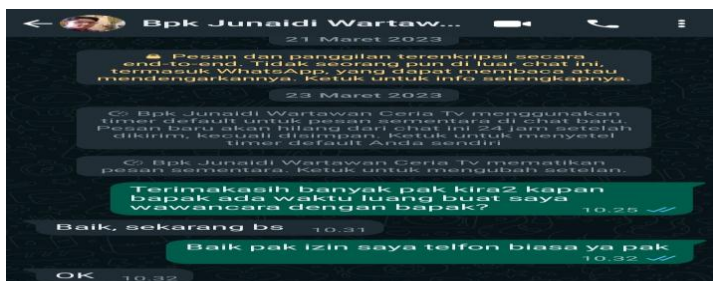 Bpk Junaidi Wartaw...
21 Maret 2023
Pesan dan panggilan terenkripsi secara
end-to-end. Tidak seorang pun di luar chat ini,
termasuk WhatsApp, yang dapat membaca atau
mendengarkannya. Ketuk untuk info selengkapnya.
23 Maret 2023
Bpk Junaidi Wartawan Ceria Tv menggunakan
timer default untuk pesan sementara di chat baru.
Pesan baru akan hilang dari chat ini 24 jam setelah
dikirim, kecuali disimpan. Ketuk untuk menyetel
timer default Anda sendiri
Bpk Junaidi Wartawan Ceria Tv mematikan
pesan sementara. Ketuk untuk mengubah setelan.
Terimakasih banyak pak kira2 kapan
bapak ada waktu luang buat saya
wawancara dengan bapak? 10.25
Baik, sekarang bs 10.31
Baik pak izin saya telfon biasa ya pak
10.32
OK 10.32